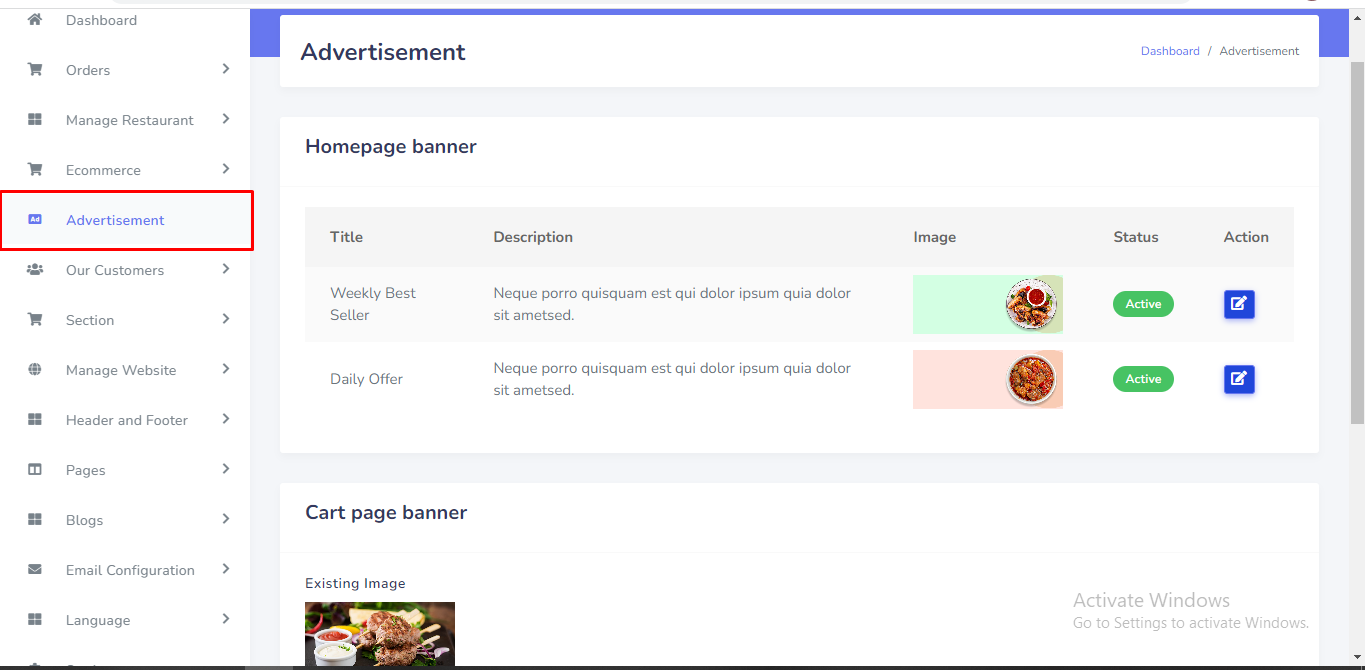 Dashboard
Orders
Manage Restaurant
Ecommerce
Ad Advertisement
Our Customers
Section
Manage Website
Header and Footer
Pages
Blogs
Email Configuration
Language
Advertisement
Dashboard / Advertisement
Homepage banner
Title Description Image Status Action
Weekly Best
Seller
Neque porro quisquam est qui dolor ipsum quia dolor
sit ametsed.
Active
Daily Offer
Neque porro quisquam est qui dolor ipsum quia dolor
sit ametsed.
Active
Cart page banner
Existing Image
Activate Windows
Go to Settings to activate Windows.